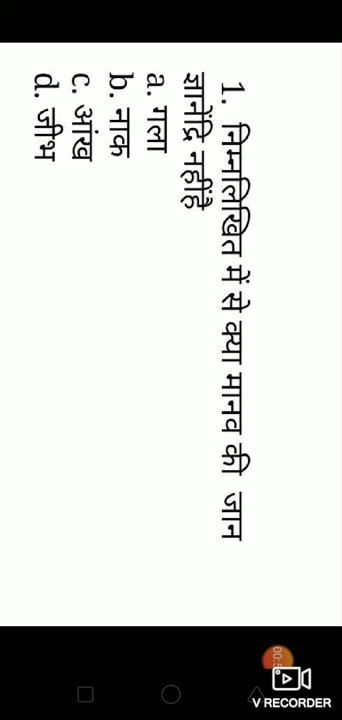 1. निम्नलिखित में से क्या मानव की जान
ज्ञानेंद्रि नहींहै
a. गला
b. नाक
c. आंख
d. जीभ
V RECORDER